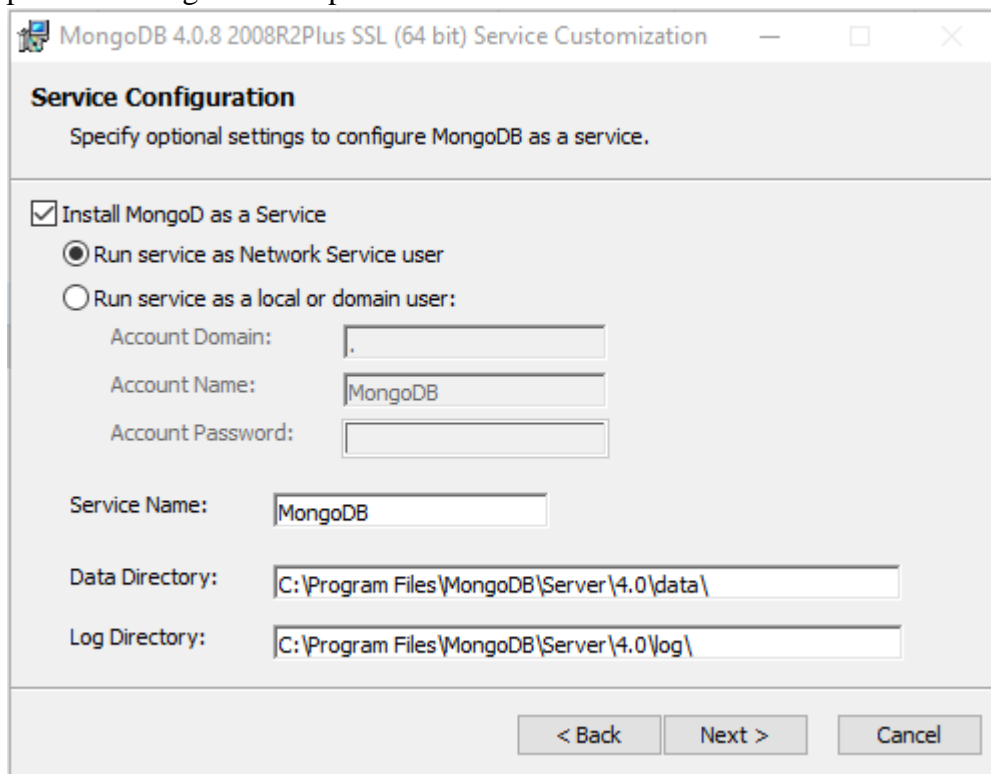 MongoDB 4.0.8 2008R2Plus SSL (64 bit) Service Customization
Service Configuration
Specify optional settings to configure MongoDB as a service.
Install MongoD as a Service
Run service as Network Service user
Run service as a local or domain user:
Account Domain: .
Account Name: MongoDB
Account Password:
Service Name: MongoDB
Data Directory: C:\Program Files\MongoDB\Server\4.0\data\
Log Directory: C:\Program Files\MongoDB\Server\4.0\log\
< Back Next > Cancel